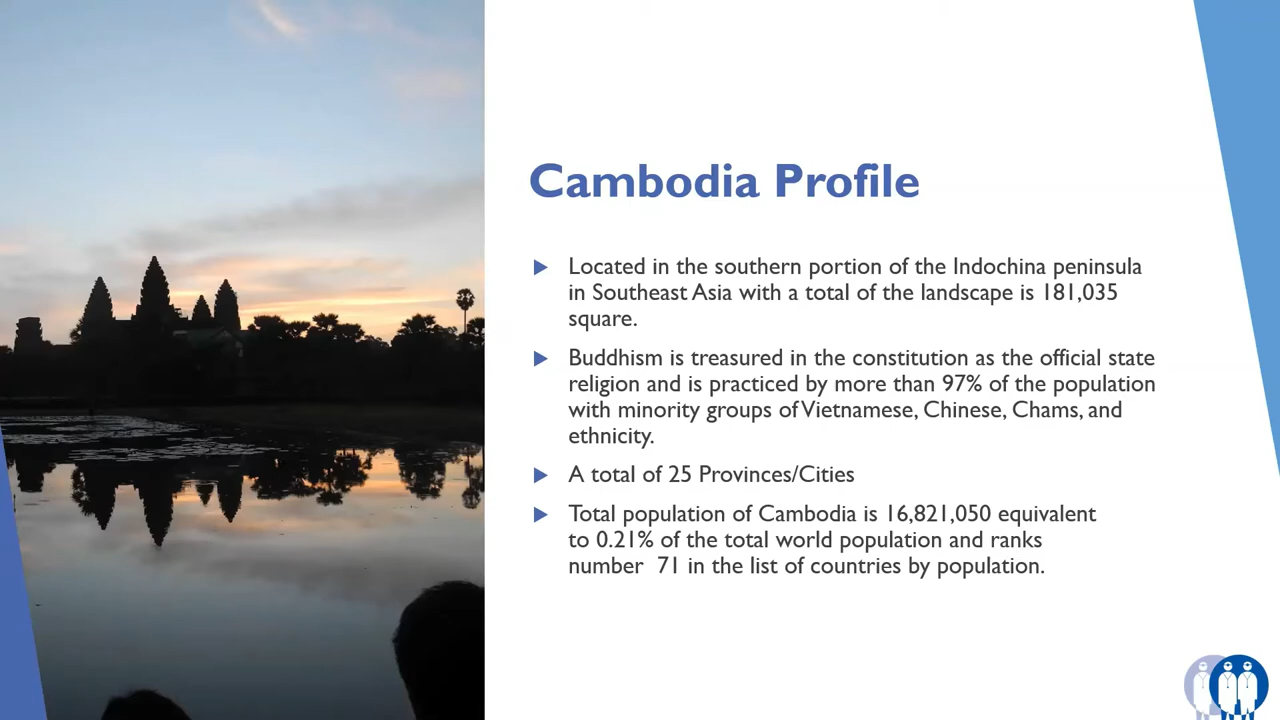 Cambodia Profile
Located in the southern portion of the Indochina peninsula
in Southeast Asia with a total of the landscape is 181,035
square.
Buddhism is treasured in the constitution as the official state
religion and is practiced by more than 97% of the population
with minority groups of Vietnamese, Chinese, Chams, and
ethnicity.
A total of 25 Provinces/Cities
Total population of Cambodia is 16,821,050 equivalent
to 0.21% of the total world population and ranks
number 71 in the list of countries by population.